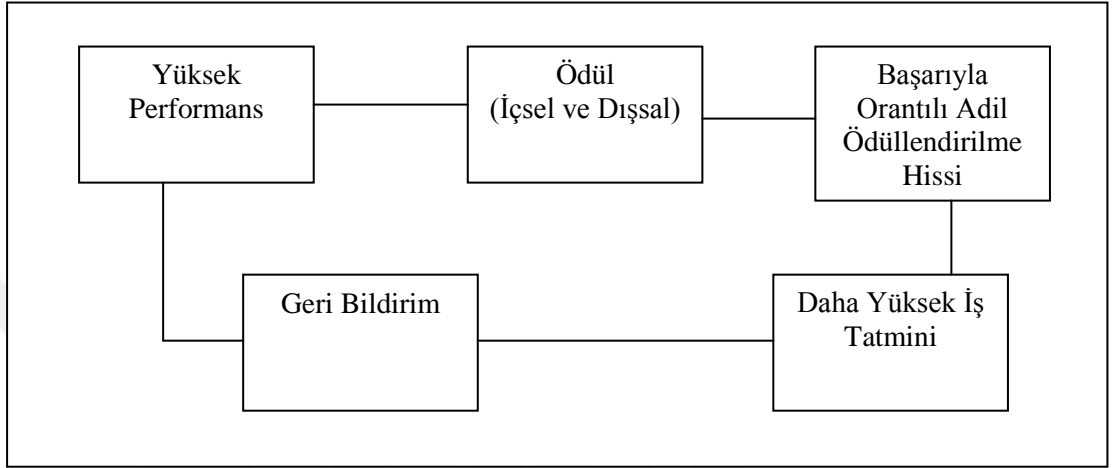 Yüksek
Performans
Ödül
(İçsel ve Dışsal)
Başarıyla
Orantılı Adil
Ödüllendirilme
Hissi
Geri Bildirim
Daha Yüksek İş
Tatmini